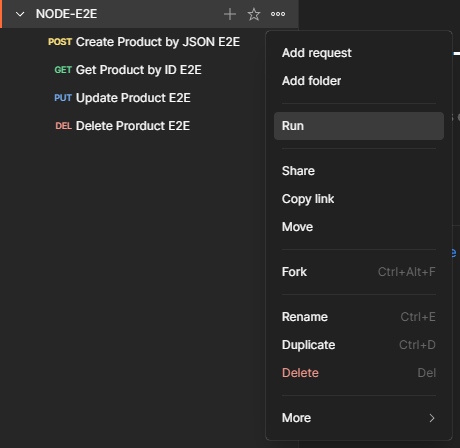 NODE-E2E
POST Create Product by JSON E2E
GET Get Product by ID E2E
PUT Update Product E2E
DEL Delete Prorduct E2E
Add request
Add folder
Run
Share
Copy link
Move
Fork Ctrl+Alt+F
Rename Ctrl+E
Duplicate Ctrl+D
Delete Del
More